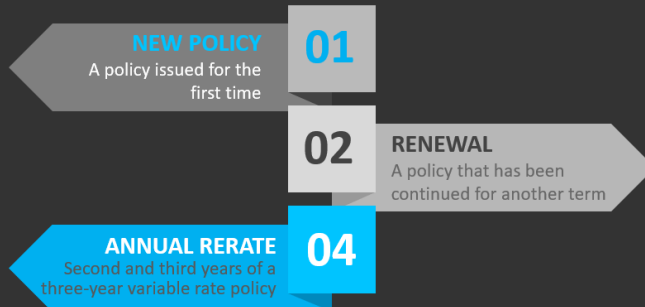 NEW POLICY
A policy issued for the
first time
01
02
RENEWAL
A policy that has been
continued for another term
ANNUAL RERATE
Second and third years of a
three-year variable rate policy
04